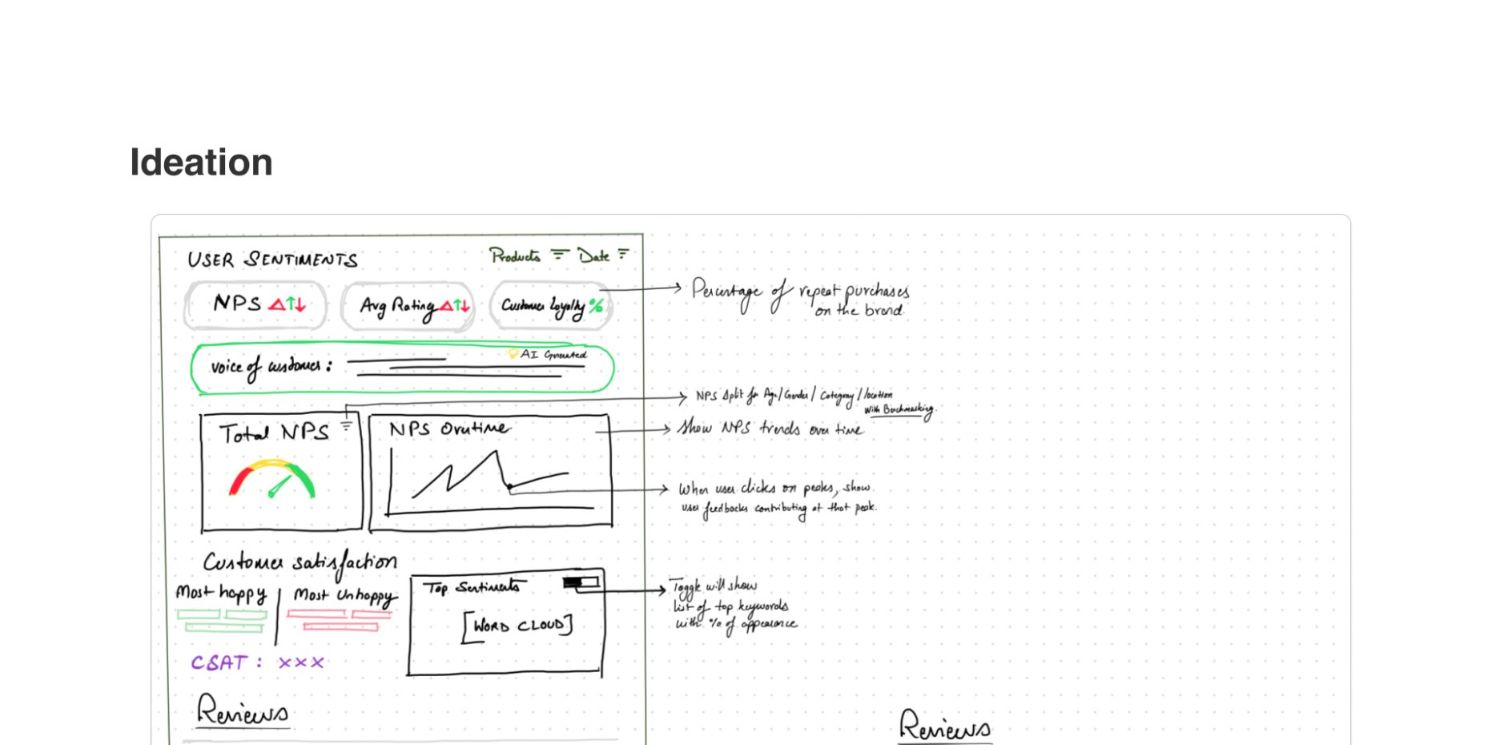 Ideation
USER SENTIMENTS
Products
Date
NPS
Avg Rating
Customer Loyalty %
Percentage of repeat purchases
on the brand
AI Generated
Voice of customer :
NPS Split for Age/Gender/Category/location
with Benchmarking.
Total NPS
NPS Overtime
Show NPS trends over time
When user clicks on peaks, show
user feedbacks contributing at that peak.
Customer satisfaction
Most happy
Most Unhappy
Top Sentiments
Toggle will show
list of top keywords
with % of appearance
[WORD CLOUD]
CSAT : XXX
Reviews
Reviews